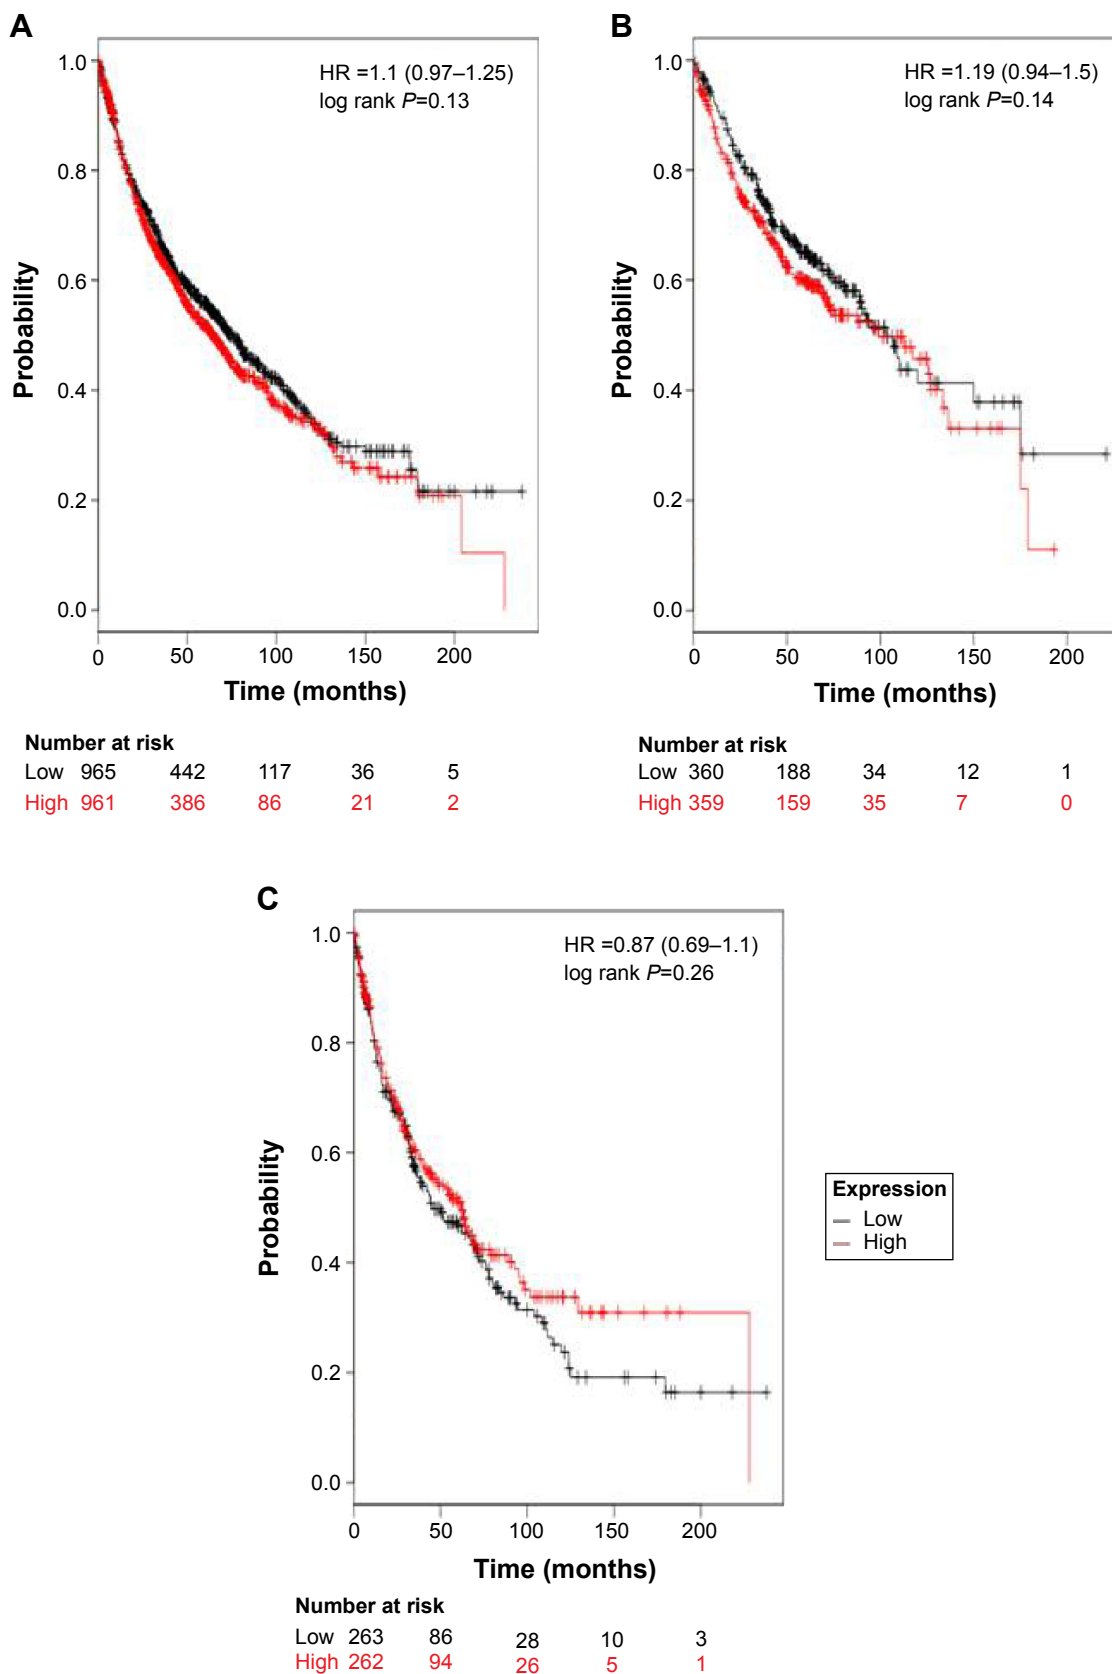 A
HR =1.1 (0.97–1.25)
log rank P=0.13
Probability
1.0
0.8
0.6
0.4
0.2
0.0
0 50 100 150 200
Time (months)
Number at risk
Low 965 442 117 36 5
High 961 386 86 21 2
B
HR =1.19 (0.94–1.5)
log rank P=0.14
Probability
1.0
0.8
0.6
0.4
0.2
0.0
0 50 100 150 200
Time (months)
Number at risk
Low 360 188 34 12 1
High 359 159 35 7 0
C
HR =0.87 (0.69–1.1)
log rank P=0.26
Probability
1.0
0.8
0.6
0.4
0.2
0.0
0 50 100 150 200
Time (months)
Number at risk
Low 263 86 28 10 3
High 262 94 26 5 1
Expression
Low
High